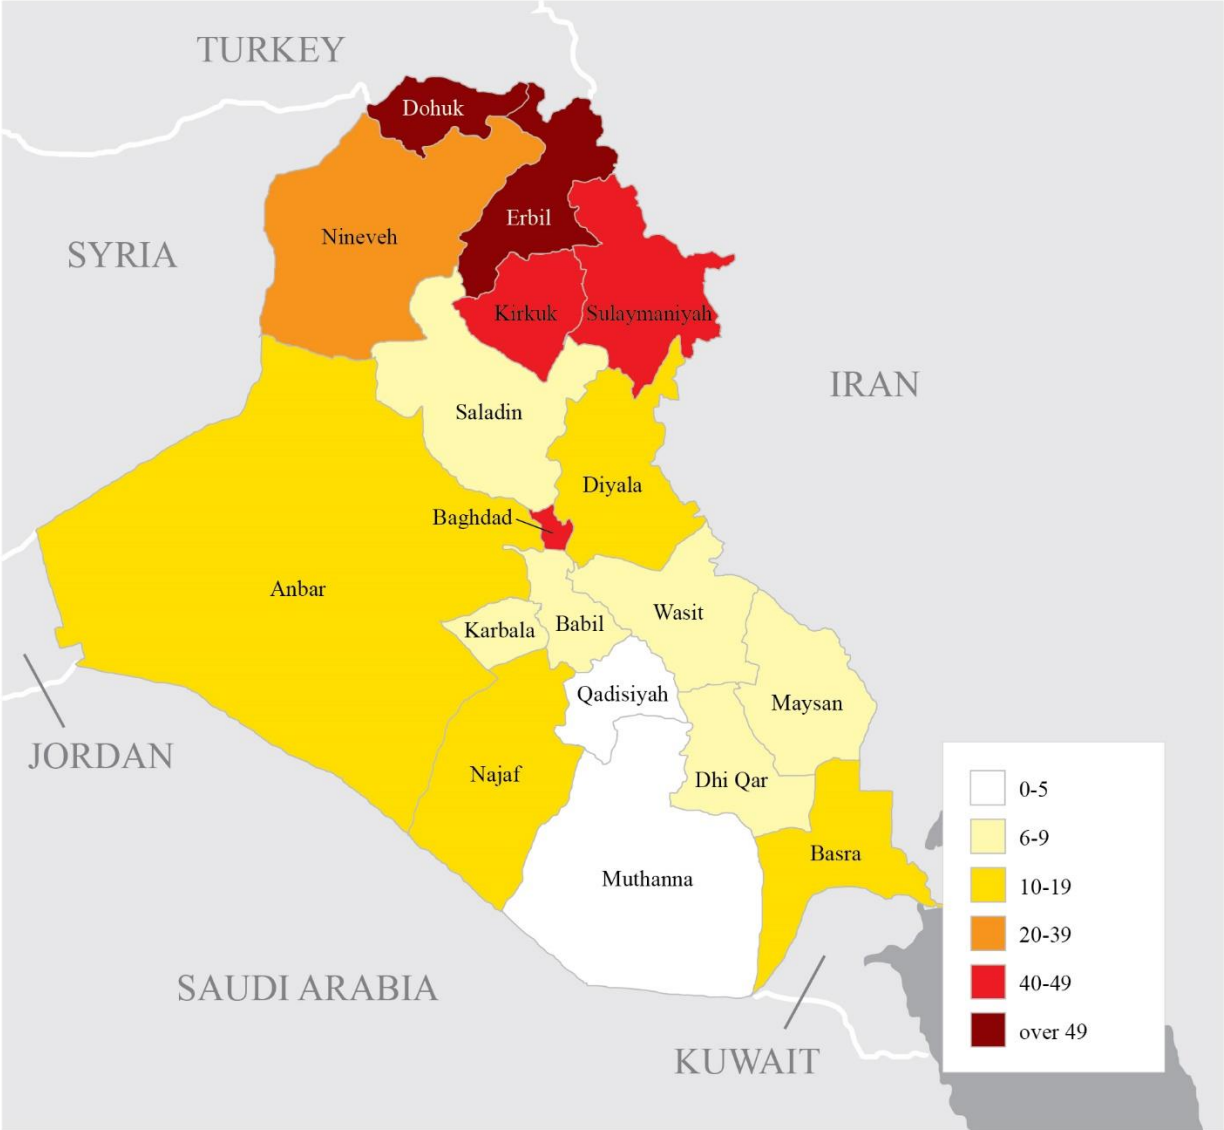 TURKEY
Dohuk
Erbil
Nineveh
SYRIA
Kirkuk
Sulaymaniyah
IRAN
Saladin
Diyala
Baghdad
Anbar
Wasit
Babil
Karbala
Qadisiyah
Maysan
JORDAN
Najaf
Dhi Qar
Basra
Muthanna
SAUDI ARABIA
KUWAIT
0-5
6-9
10-19
20-39
40-49
over 49